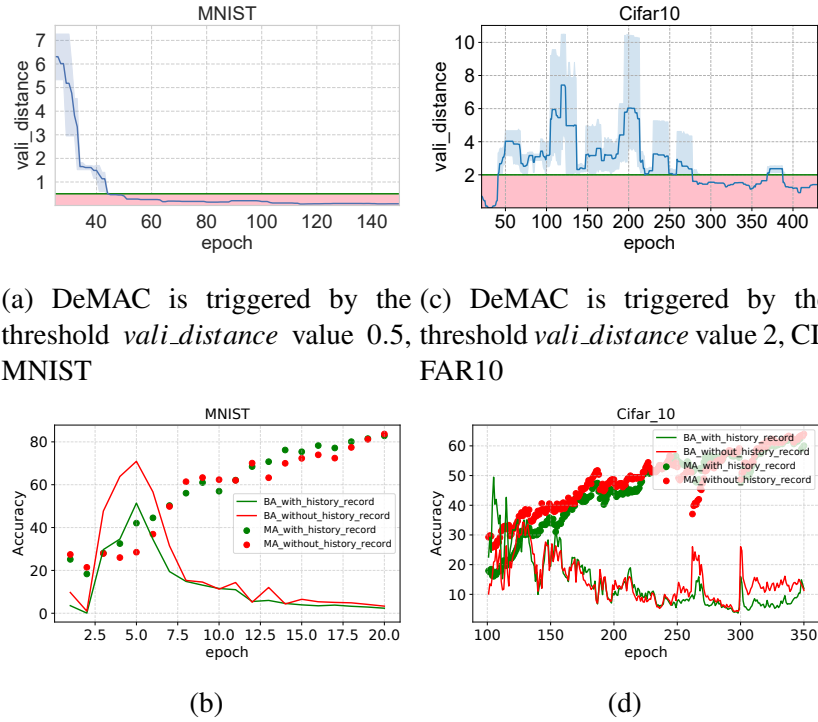 MNIST
7
6
5
3
4
2
1
vali_distance
40
60
80
100
120
140
epoch
Cifar10
10
8
6
4
2
vali_distance
50
100
150
200
250
300
350
400
epoch
(a) DeMAC is triggered by the
threshold vali_distance value 0.5,
MNIST
(c) DeMAC is triggered by the
threshold vali_distance value 2, CI
FAR10
MNIST
80
60
40
20
0
Accuracy
BA_with_history_record
BA_without_history_record
MA_with_history_record
MA_without_history_record
2.5
5.0
7.5
10.0
12.5
15.0
17.5
20.0
epoch
(b)
Cifar_10
60
50
40
30
20
10
Accuracy
BA_with_history_record
BA_without_history_record
MA_with_history_record
MA_without_history_record
100
150
200
250
300
350
epoch
(d)